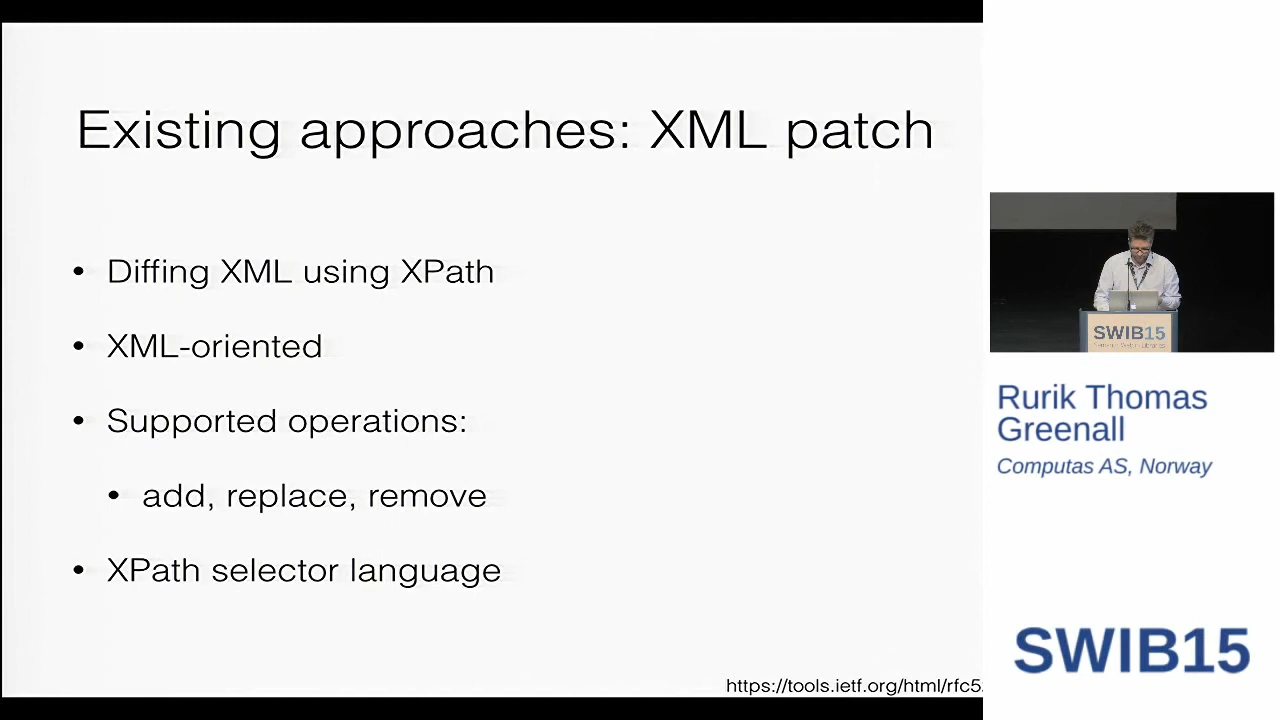 Existing approaches: XML patch
• Diffing XML using XPath
• XML-oriented
• Supported operations:
• add, replace, remove
• XPath selector language
https://tools.ietf.org/html/rfc5
SWIB15
Rurik Thomas
Greenall
Computas AS, Norway
SWIB15